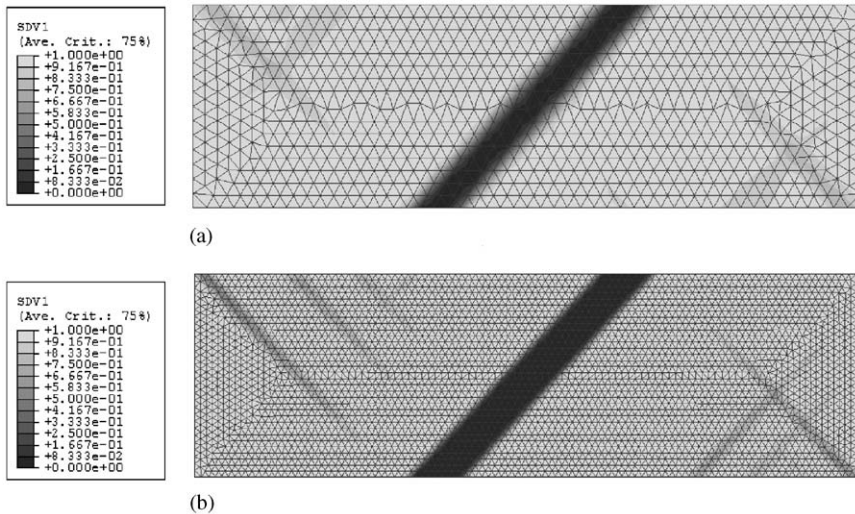 SDV1
(Ave. Crit.: 75%)
+1.000e+00
+9.167e-01
+8.333e-01
+7.500e-01
+6.667e-01
+5.833e-01
+5.000e-01
+4.167e-01
+3.333e-01
+2.500e-01
+1.667e-01
+8.333e-02
+0.000e+00
(a)
SDV1
(Ave. Crit.: 75%)
+1.000e+00
+9.167e-01
+8.333e-01
+7.500e-01
+6.667e-01
+5.833e-01
+5.000e-01
+4.167e-01
+3.333e-01
+2.500e-01
+1.667e-01
+8.333e-02
+0.000e+00
(b)